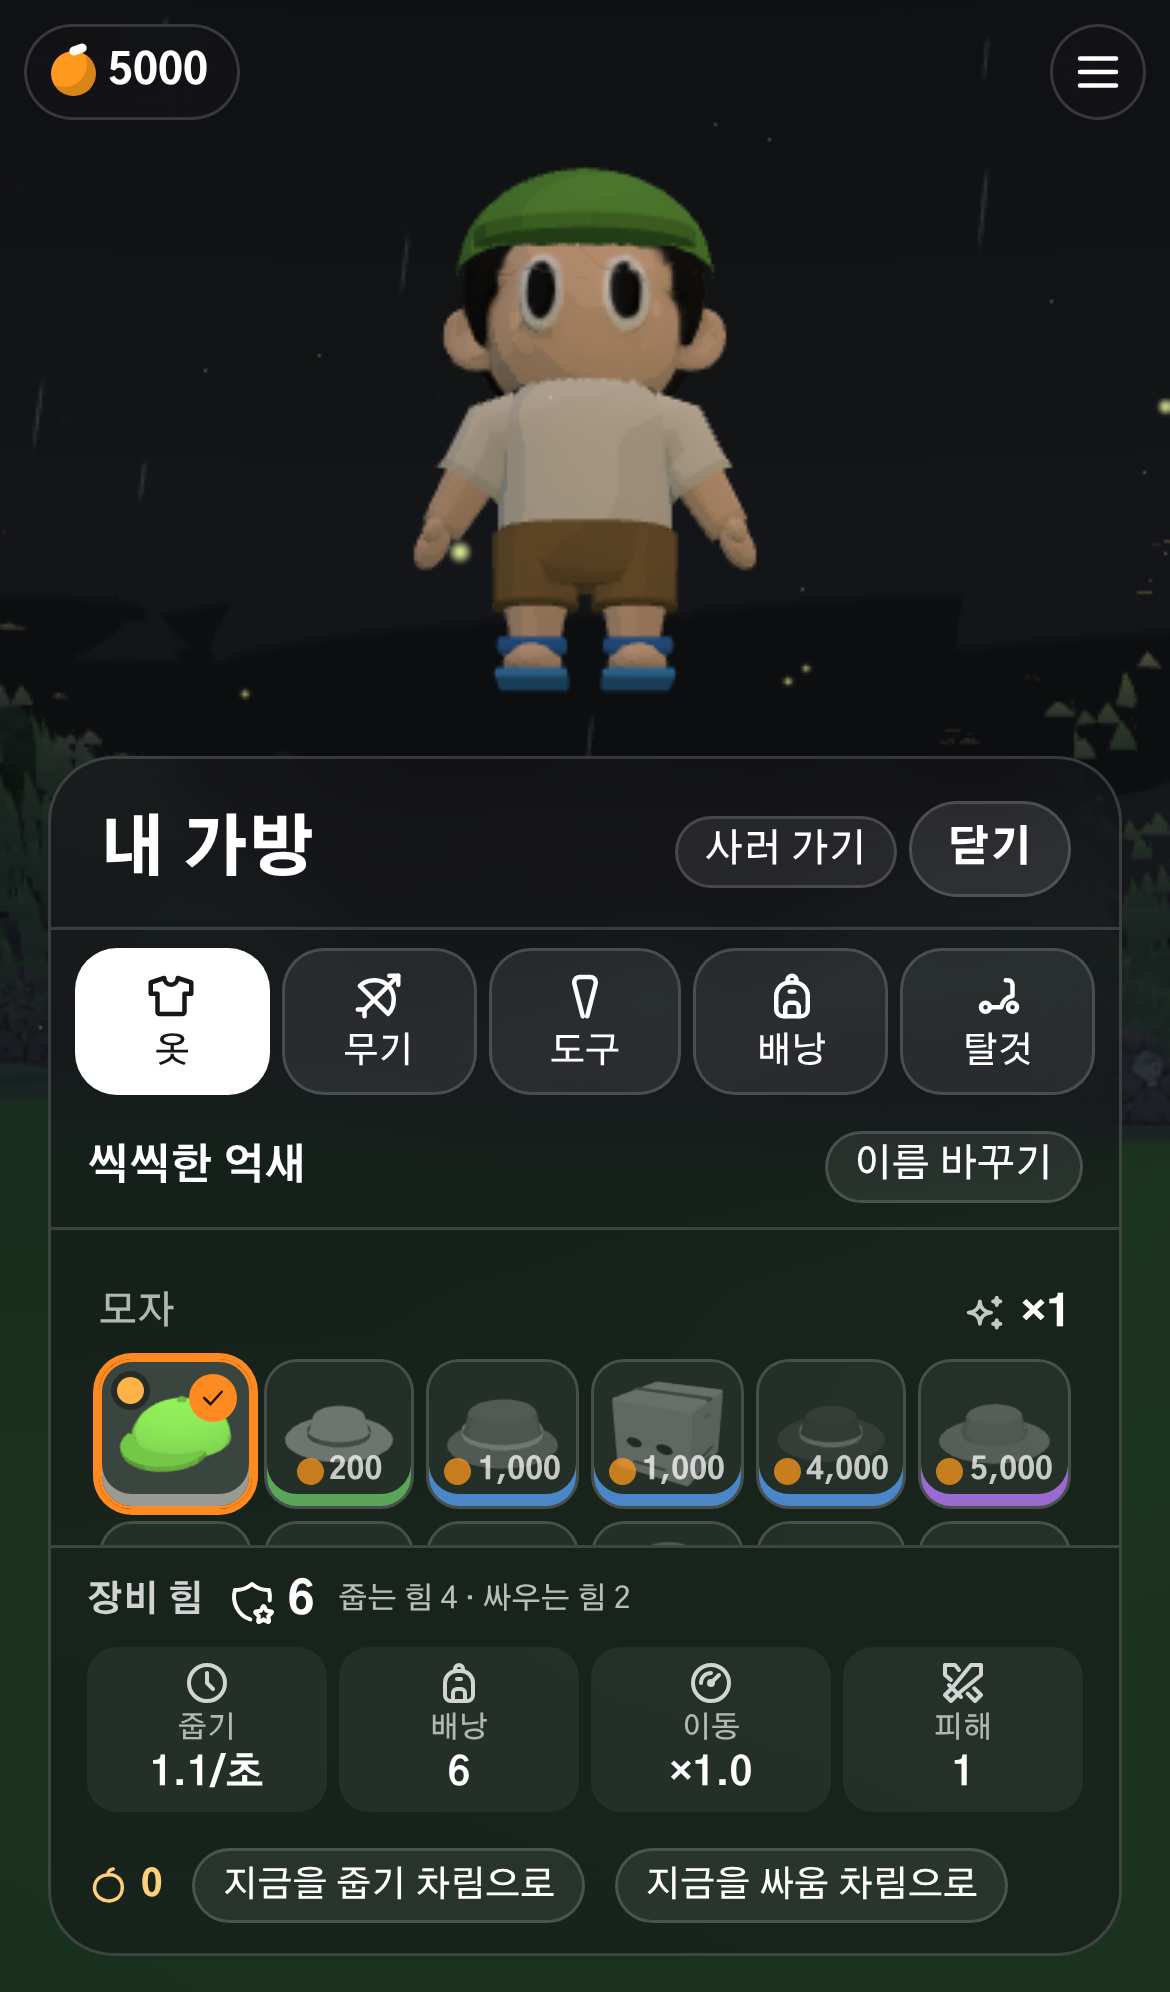 5000
내 가방
사러 가기
닫기
옷
무기
도구
배낭
탈것
씩씩한 억새
이름 바꾸기
모자
×1
200
1,000
1,000
4,000
5,000
장비 힘 6 줍는 힘 4 · 싸우는 힘 2
줍기
배낭
이동
피해
1.1/초
6
×1.0
1
0
지금을 줍기 차림으로
지금을 싸움 차림으로